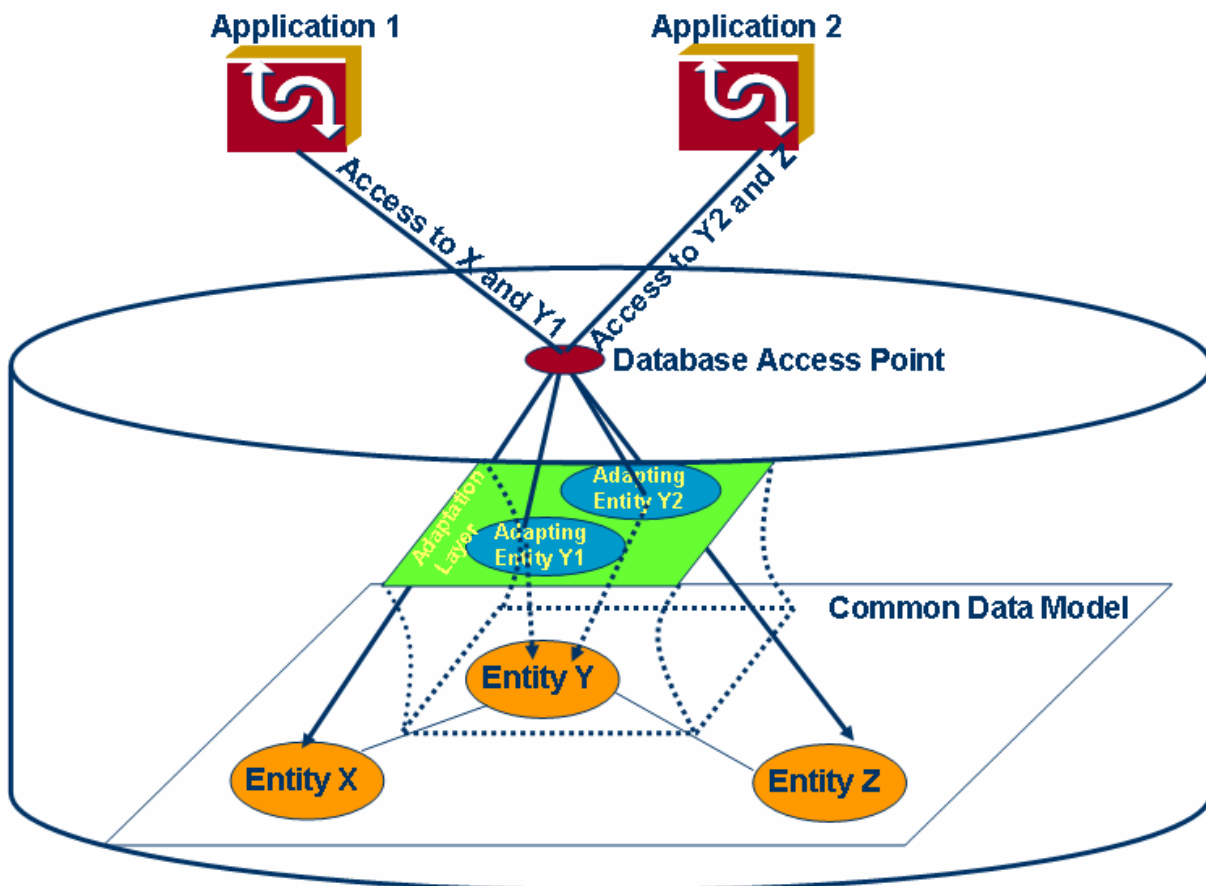 Application 1
Application 2
Access to X and Y1
Access to Y2 and Z
Database Access Point
Adaptation
Layer
Adapting
Entity Y2
Adapting
Entity Y1
Common Data Model
Entity Y
Entity X
Entity Z